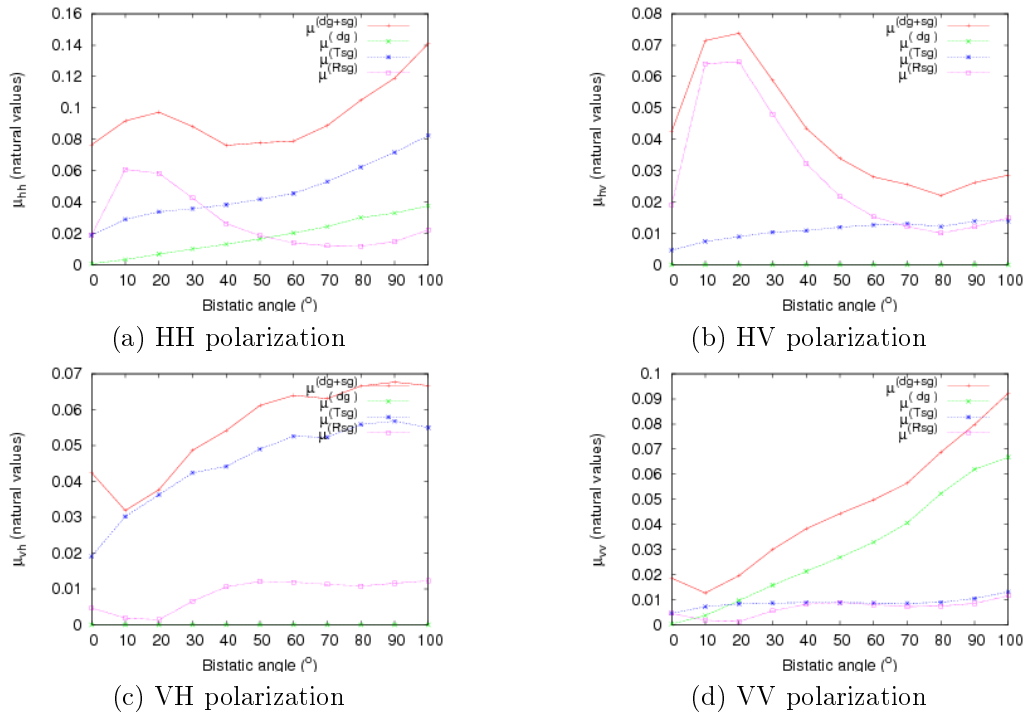 μ(dg+sg)
μ( dg )
μ(Tsg)
μ(Rsg)
0.16
0.14
0.12
0.1
0.08
0.06
0.04
0.02
0
μhh (natural values)
0 10 20 30 40 50 60 70 80 90 100
Bistatic angle (o)
(a) HH polarization
μ(dg+sg)
μ( dg )
μ(Tsg)
μ(Rsg)
0.08
0.07
0.06
0.05
0.04
0.03
0.02
0.01
0
μhv (natural values)
0 10 20 30 40 50 60 70 80 90 100
Bistatic angle (o)
(b) HV polarization
μ(dg+sg)
μ( dg )
μ(Tsg)
μ(Rsg)
0.07
0.06
0.05
0.04
0.03
0.02
0.01
0
μvh (natural values)
0 10 20 30 40 50 60 70 80 90 100
Bistatic angle (o)
(c) VH polarization
μ(dg+sg)
μ( dg )
μ(Tsg)
μ(Rsg)
0.1
0.09
0.08
0.07
0.06
0.05
0.04
0.03
0.02
0.01
0
μvv (natural values)
0 10 20 30 40 50 60 70 80 90 100
Bistatic angle (o)
(d) VV polarization